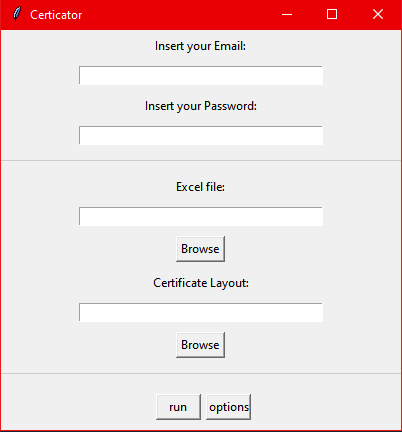 Certicator
Insert your Email:
Insert your Password:
Excel file:
Browse
Certificate Layout:
Browse
run options